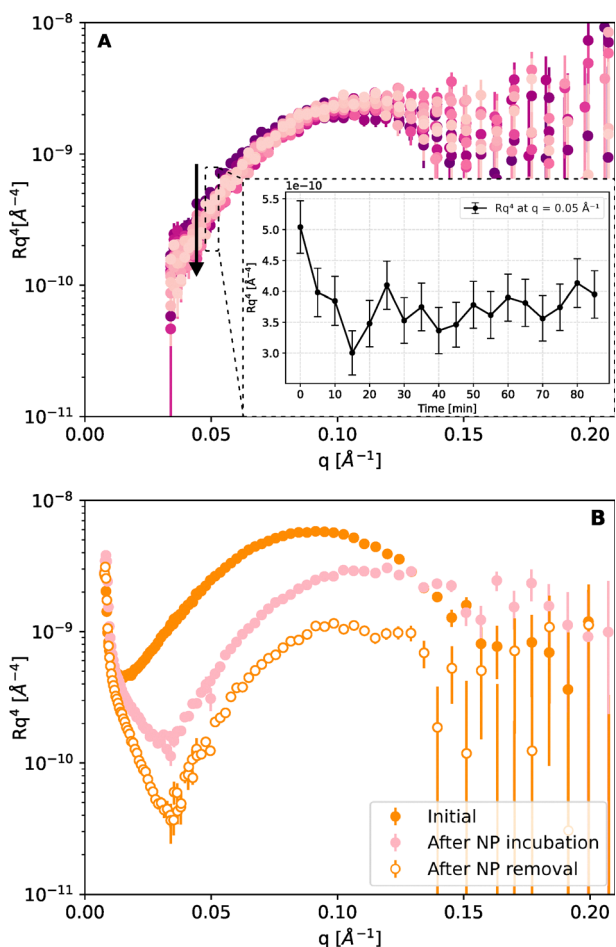 A
10⁻⁸
10⁻⁹
10⁻¹⁰
10⁻¹¹
Rq⁴[Å⁻⁴]
1e−10
Rq⁴ at q = 0.05 Å⁻¹
5.0
4.5
4.0
3.5
3.0
Rq⁴ [Å⁻⁴]
0 10 20 30 40 50 60 70 80
Time [min]
0.00 0.05 0.10 0.15 0.20
q [Å⁻¹]
B
10⁻⁸
10⁻⁹
10⁻¹⁰
10⁻¹¹
Rq⁴ [Å⁻⁴]
Initial
After NP incubation
After NP removal
0.00 0.05 0.10 0.15 0.20
q [Å⁻¹]